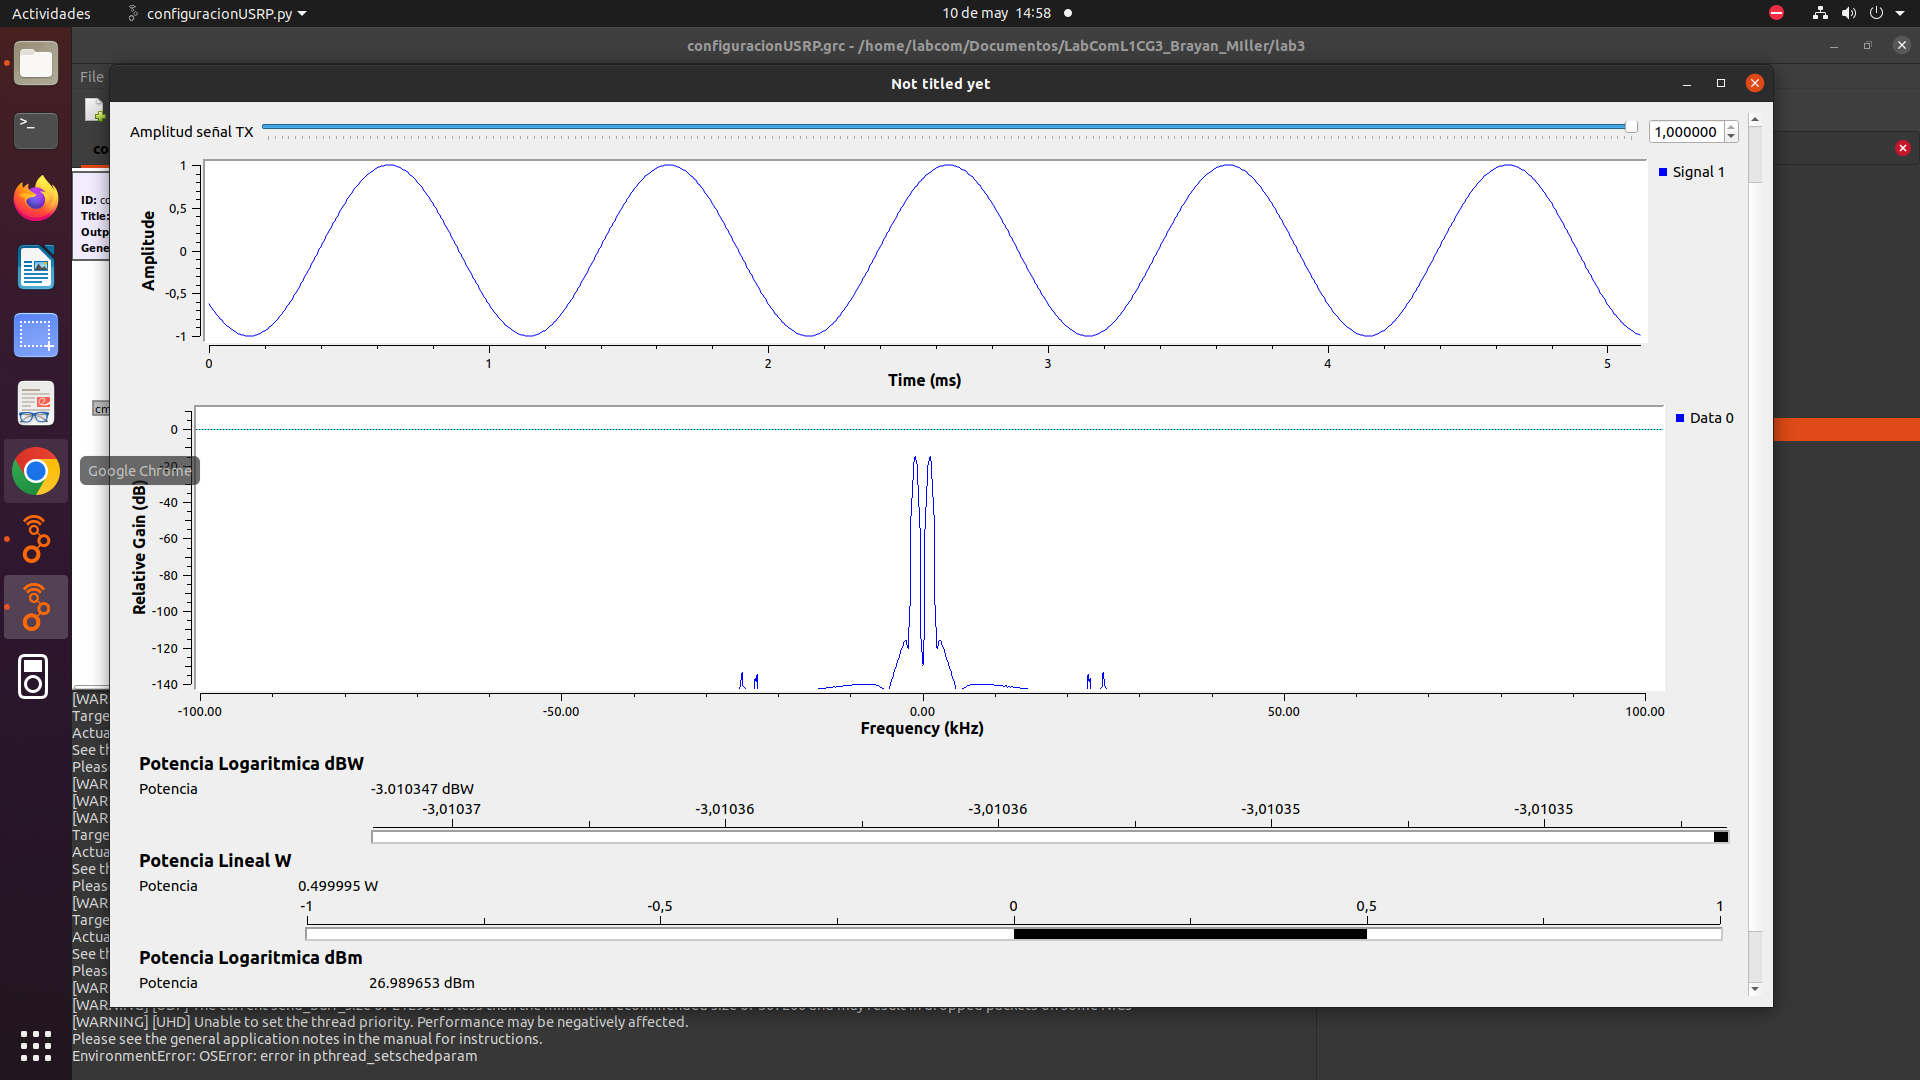 Actividades
configuracionUSRP.py
10 de may 14:58
configuracionUSRP.grc - /home/labcom/Documentos/LabComL1CG3_Brayan_MIller/lab3
File
Not titled yet
Amplitud señal TX
1,000000
co
ID: co
Title:
Outp
Gene
cm
Amplitude
1
0,5
0
-0,5
-1
Signal 1
0
1
2
3
4
5
Time (ms)
Relative Gain (dB)
0
-20
-40
-60
-80
-100
-120
-140
Data 0
Google Chrome
-100.00
-50.00
0.00
50.00
100.00
Frequency (kHz)
Potencia Logaritmica dBW
Potencia
-3.010347 dBW
-3,01037
-3,01036
-3,01036
-3,01035
-3,01035
Potencia Lineal W
Potencia
0.499995 W
-1
-0,5
0
0,5
1
Potencia Logaritmica dBm
Potencia
26.989653 dBm
[WAR
Targe
Actua
See th
Pleas
[WAR
[WAR
[WAR
Targe
Actua
See th
Pleas
[WAR
Targe
Actua
See th
Pleas
[WAR
[WARNING] [UHD] Unable to set the thread priority. Performance may be negatively affected.
Please see the general application notes in the manual for instructions.
EnvironmentError: OSError: error in pthread_setschedparam